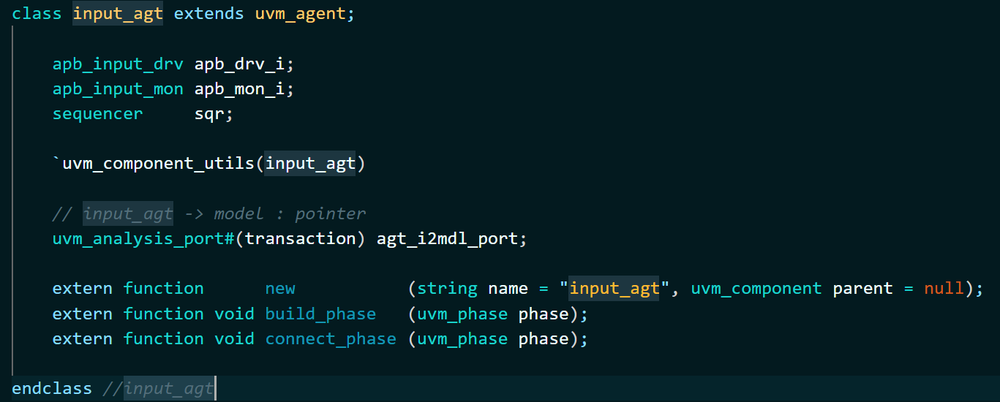 class input_agt extends uvm_agent;
apb_input_drv apb_drv_i;
apb_input_mon apb_mon_i;
sequencer     sqr;
`uvm_component_utils(input_agt)
// input_agt -> model : pointer
uvm_analysis_port#(transaction) agt_i2mdl_port;
extern function      new           (string name = "input_agt", uvm_component parent = null);
extern function void build_phase   (uvm_phase phase);
extern function void connect_phase (uvm_phase phase);
endclass //input_agt